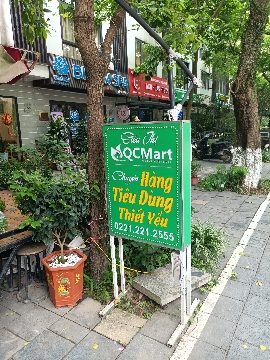 Siêu Thị
QCMart
Chuyên Hàng
Tiêu Dùng
Thiết Yếu
0221.221.2555